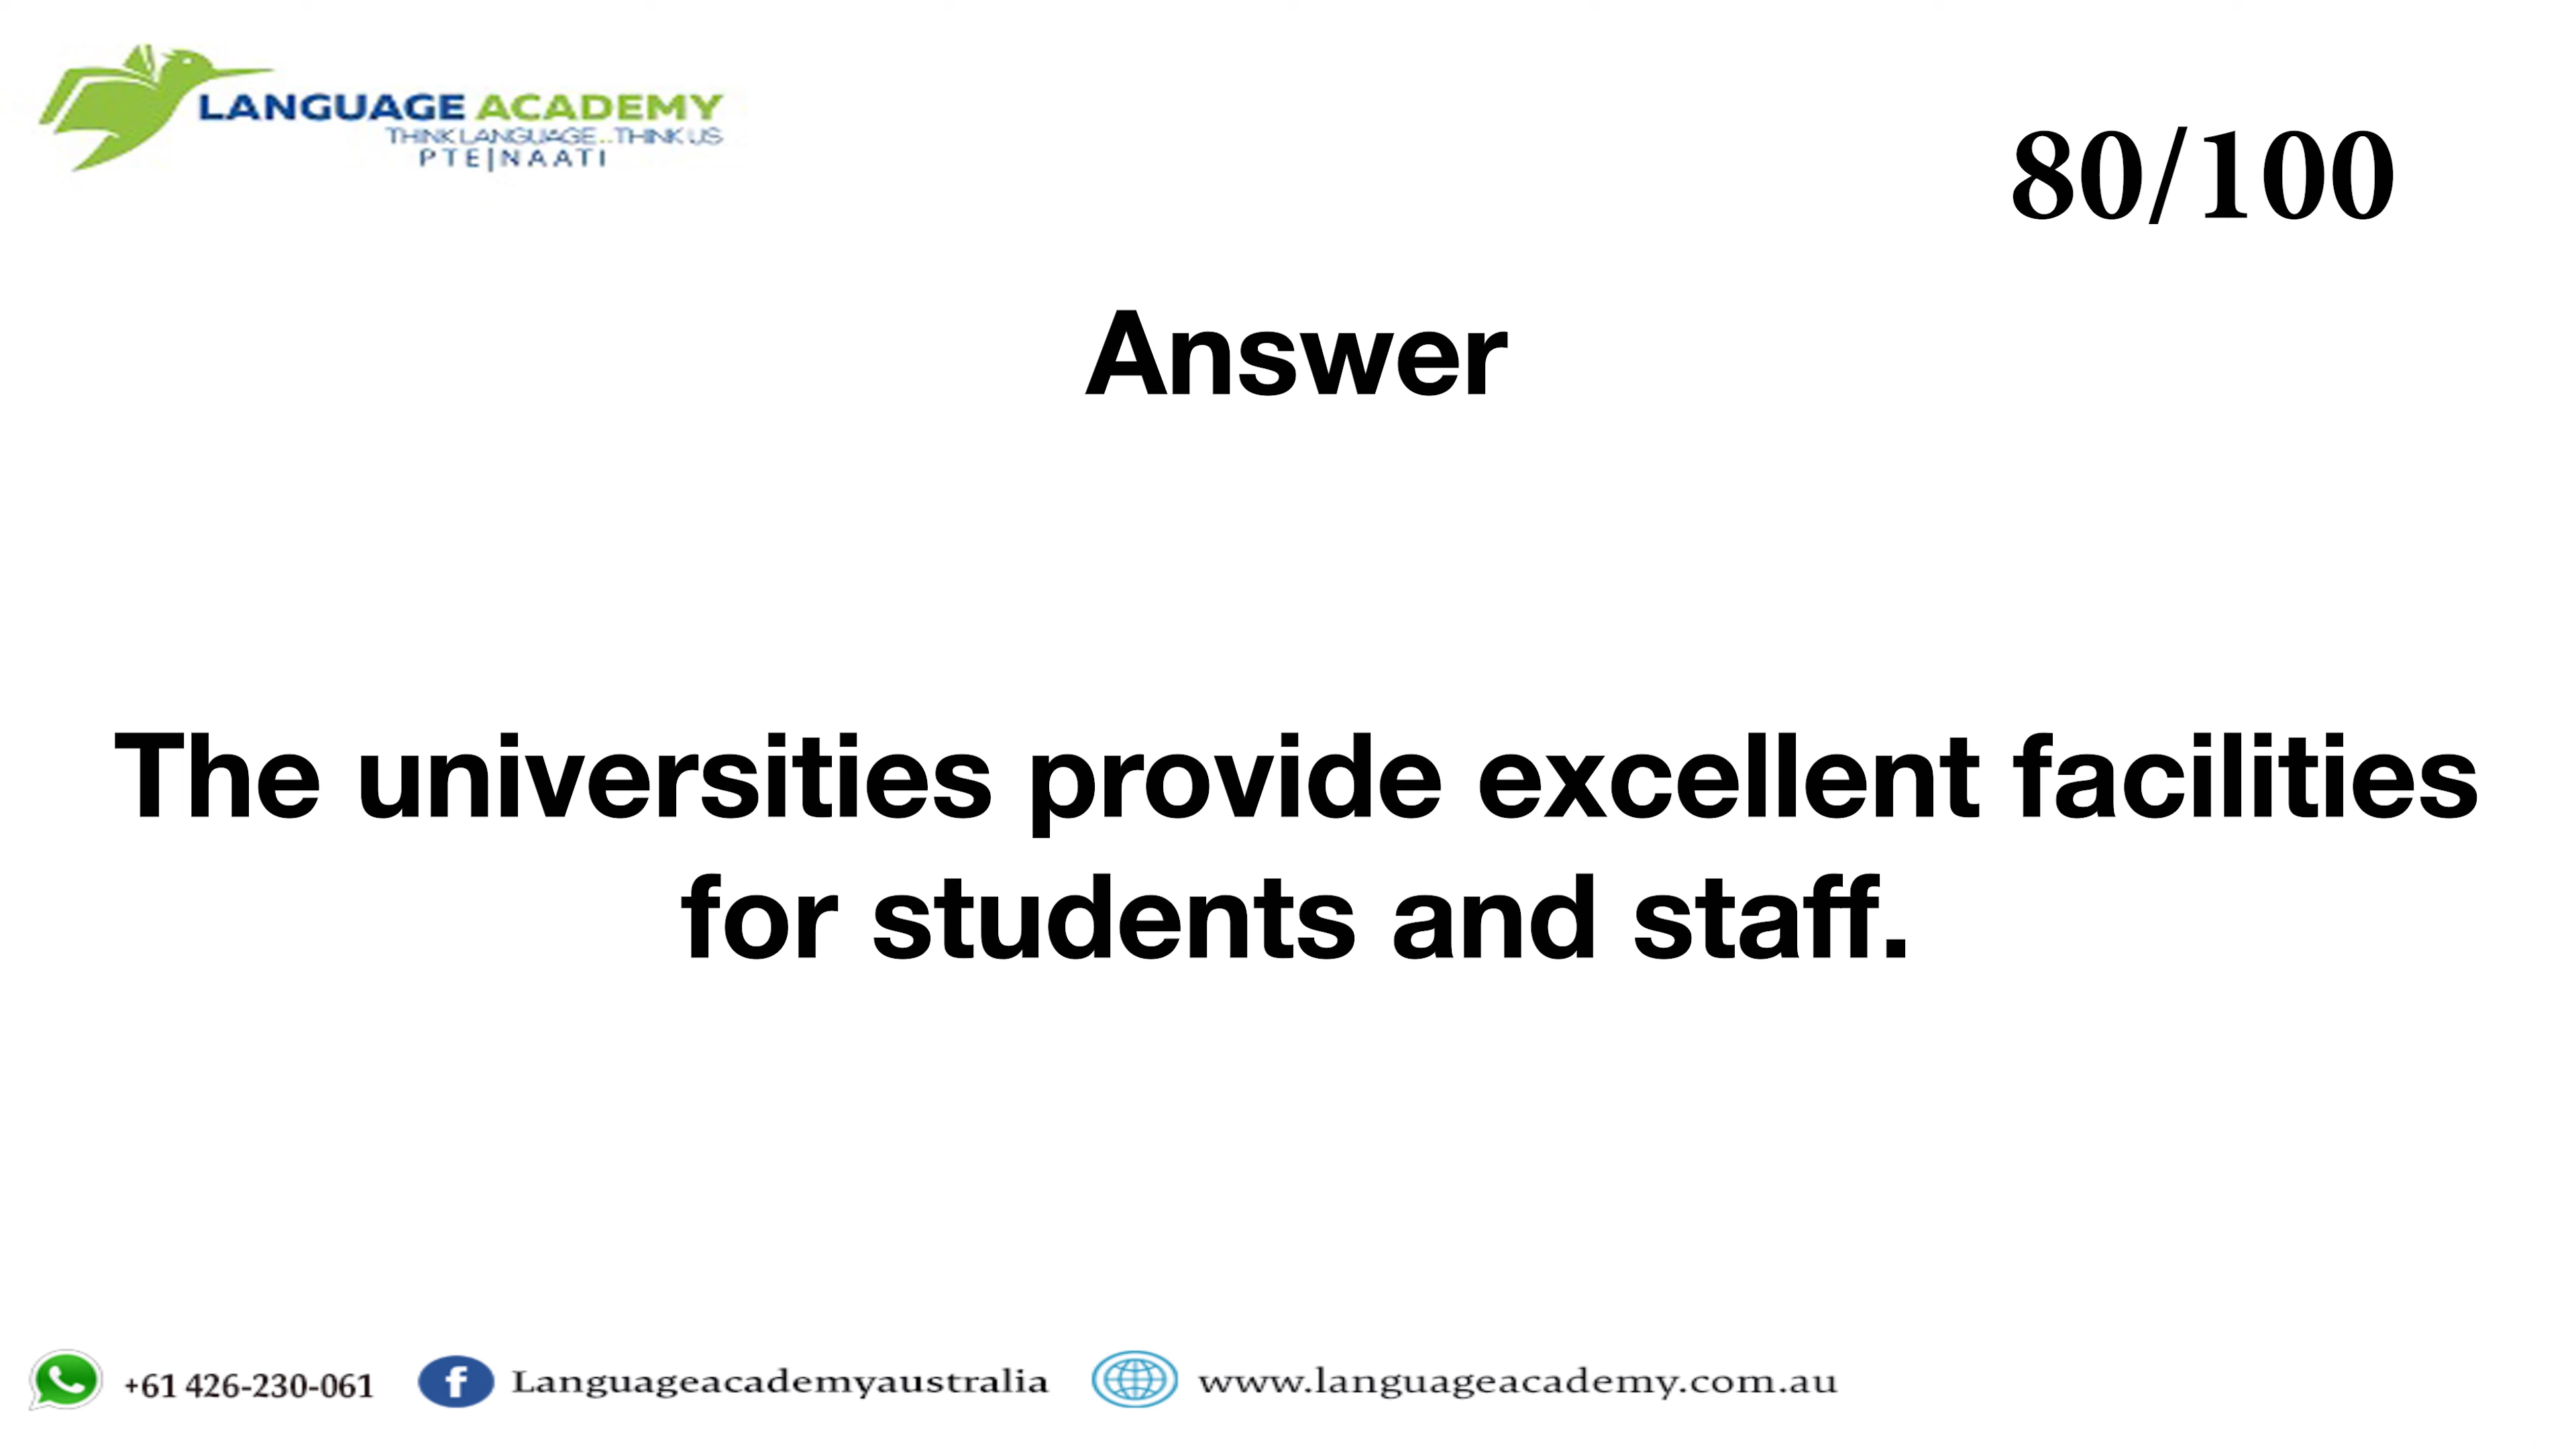 LANGUAGE ACADEMY
THINK LANGUAGE..THINK US
PTE|NAATI
80/100
Answer
The universities provide excellent facilities
for students and staff.
+61 426-230-061
Languageacademyaustralia
www.languageacademy.com.au